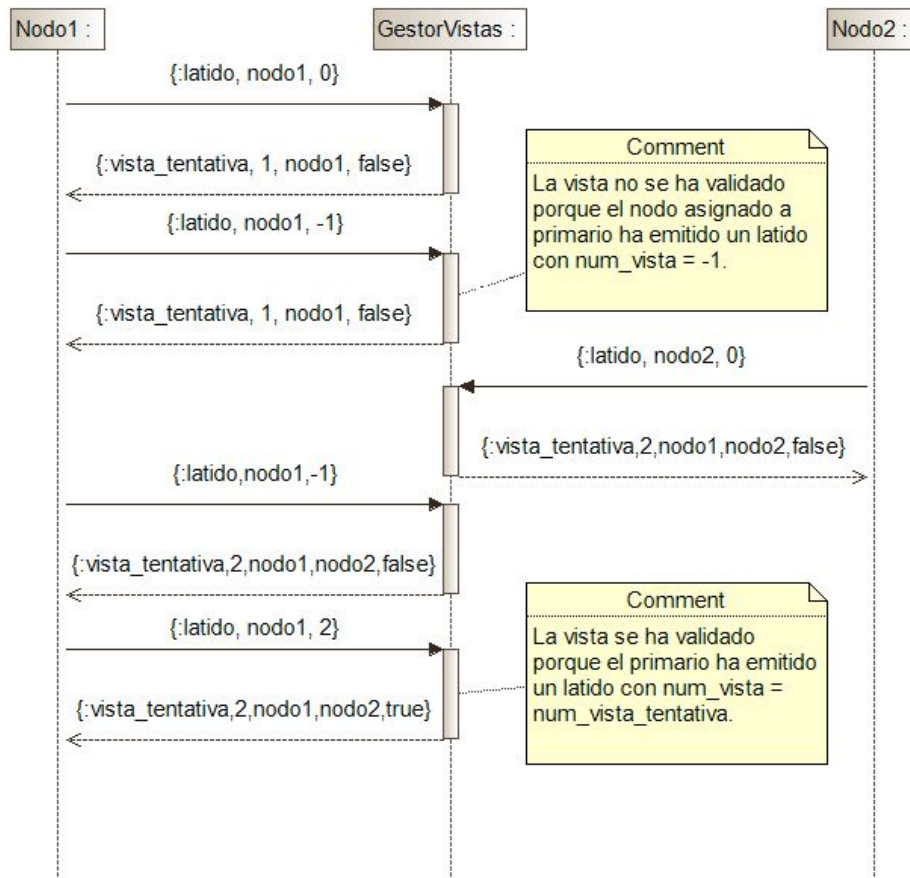 Nodo1 :
GestorVistas :
Nodo2 :
{:latido, nodo1, 0}
{:vista_tentativa, 1, nodo1, false}
Comment
La vista no se ha validado
porque el nodo asignado a
primario ha emitido un latido
con num_vista = -1.
{:latido, nodo1, -1}
{:vista_tentativa, 1, nodo1, false}
{:latido, nodo2, 0}
{:vista_tentativa,2,nodo1,nodo2,false}
{:latido,nodo1,-1}
{:vista_tentativa,2,nodo1,nodo2,false}
Comment
La vista se ha validado
porque el primario ha emitido
un latido con num_vista =
num_vista_tentativa.
{:latido, nodo1, 2}
{:vista_tentativa,2,nodo1,nodo2,true}